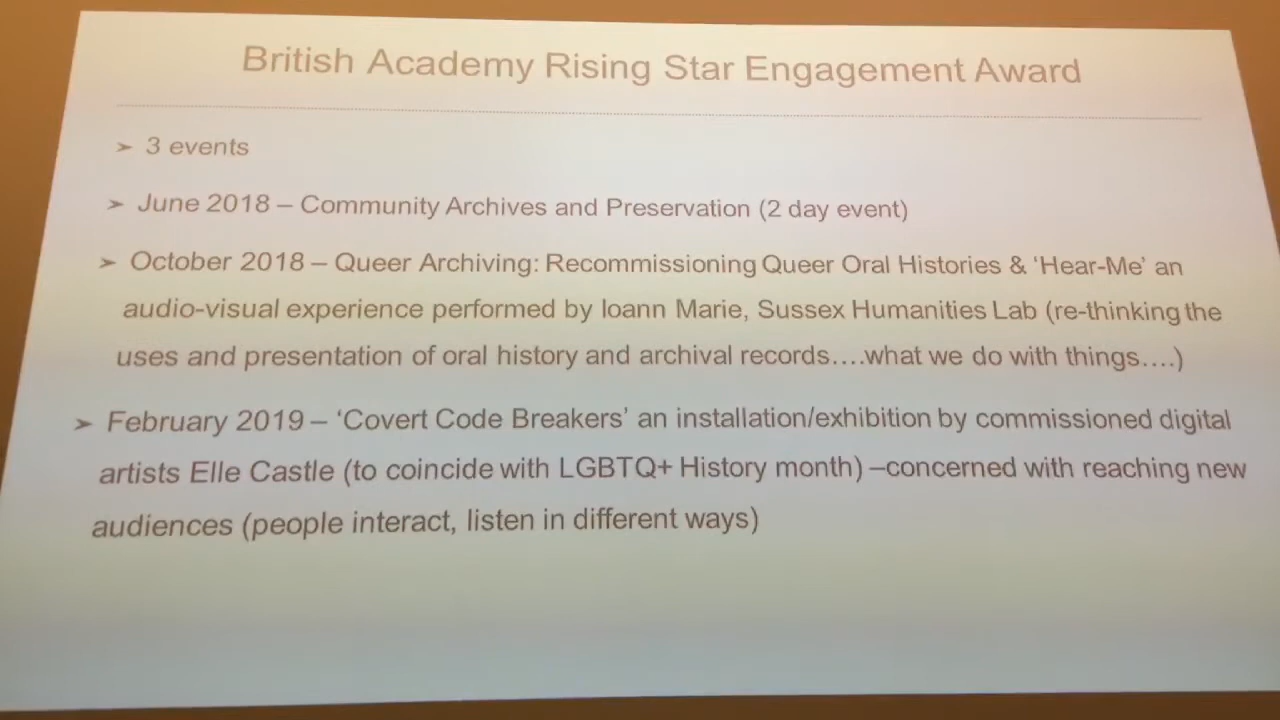 British Academy Rising Star Engagement Award
➢ 3 events
➢ June 2018 – Community Archives and Preservation (2 day event)
➢ October 2018 – Queer Archiving: Recommissioning Queer Oral Histories & ‘Hear-Me’ an
audio-visual experience performed by Ioann Marie, Sussex Humanities Lab (re-thinking the
uses and presentation of oral history and archival records….what we do with things….)
➢ February 2019 – ‘Covert Code Breakers’ an installation/exhibition by commissioned digital
artists Elle Castle (to coincide with LGBTQ+ History month) –concerned with reaching new
audiences (people interact, listen in different ways)